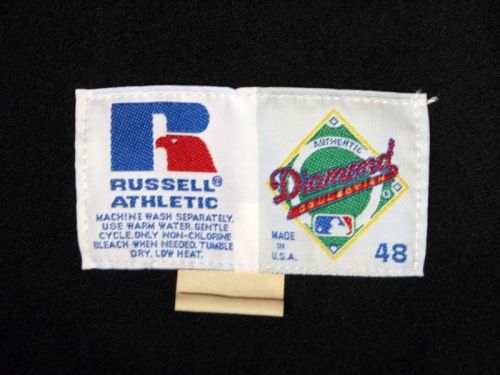 R
RUSSELL®
ATHLETIC
MACHINE WASH SEPARATELY.
USE WARM WATER. GENTLE
CYCLE. ONLY NON-CHLORINE
BLEACH WHEN NEEDED. TUMBLE
DRY. LOW HEAT.
AUTHENTIC
Diamond
COLLECTION
MADE
IN
U.S.A.
48